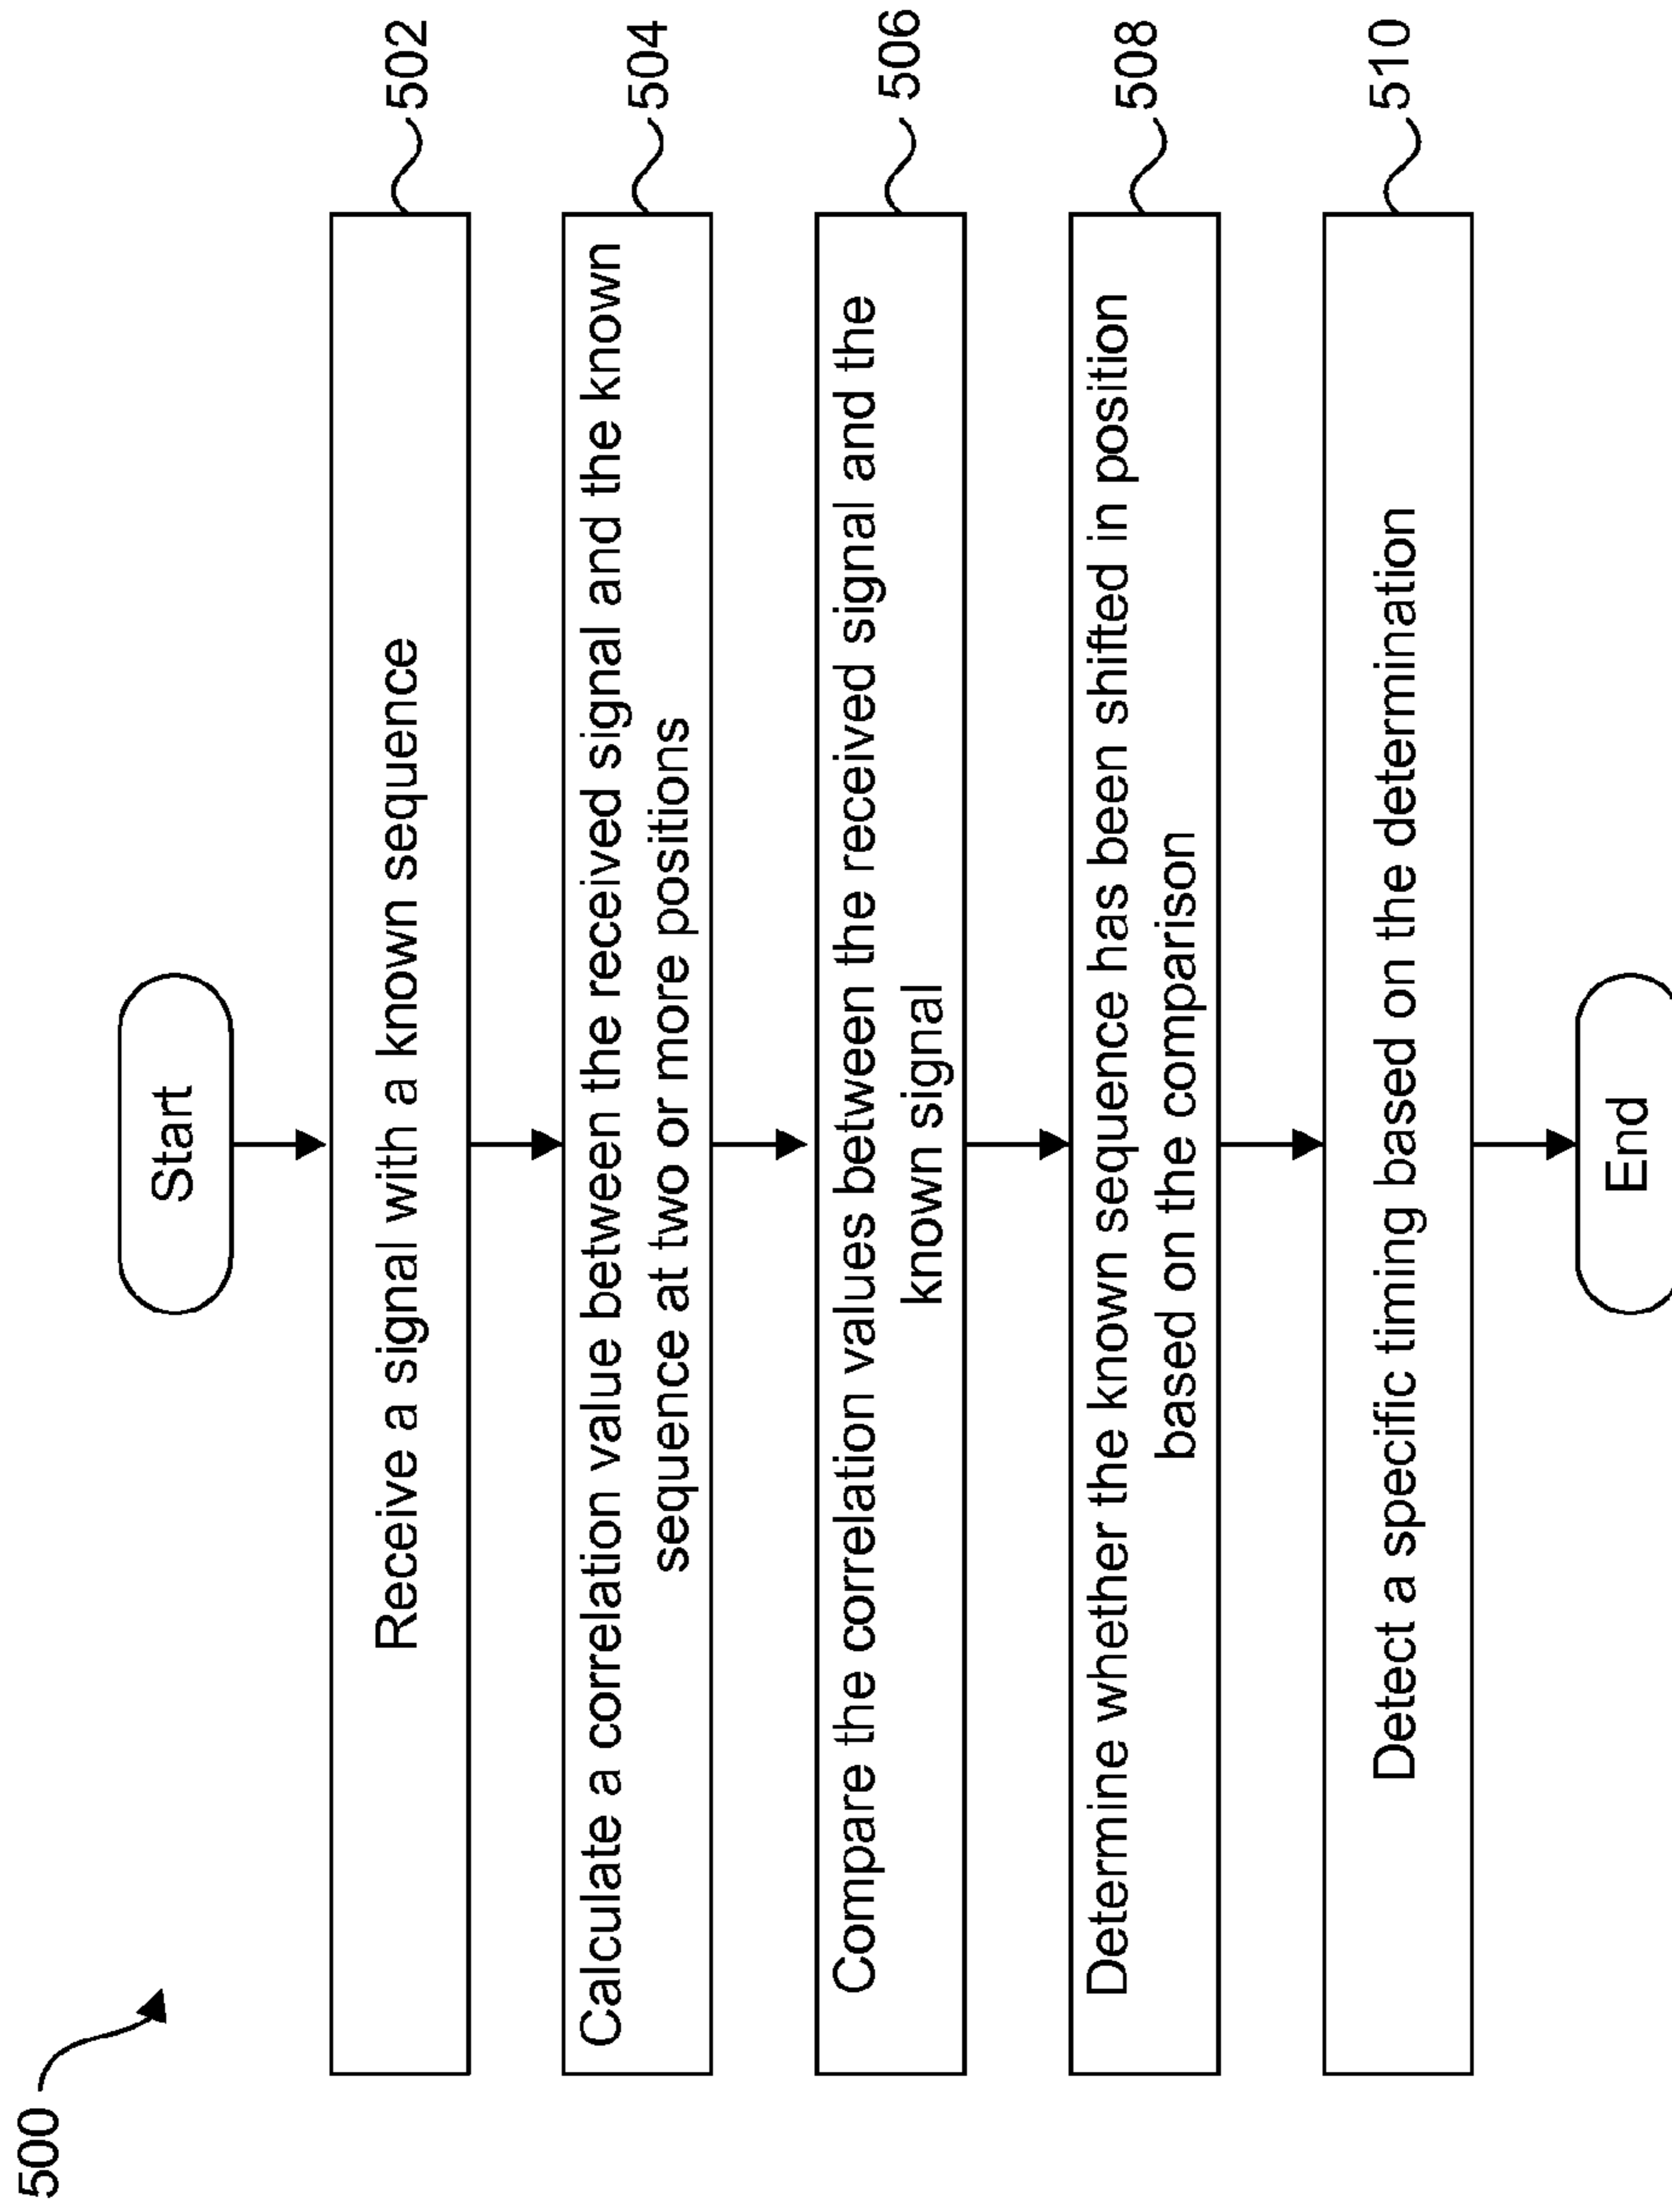 500
Start
Receive a signal with a known sequence
502
Calculate a correlation value between the received signal and the known
sequence at two or more positions
504
Compare the correlation values between the received signal and the
known signal
506
Determine whether the known sequence has been shifted in position
based on the comparison
508
Detect a specific timing based on the determination
510
End